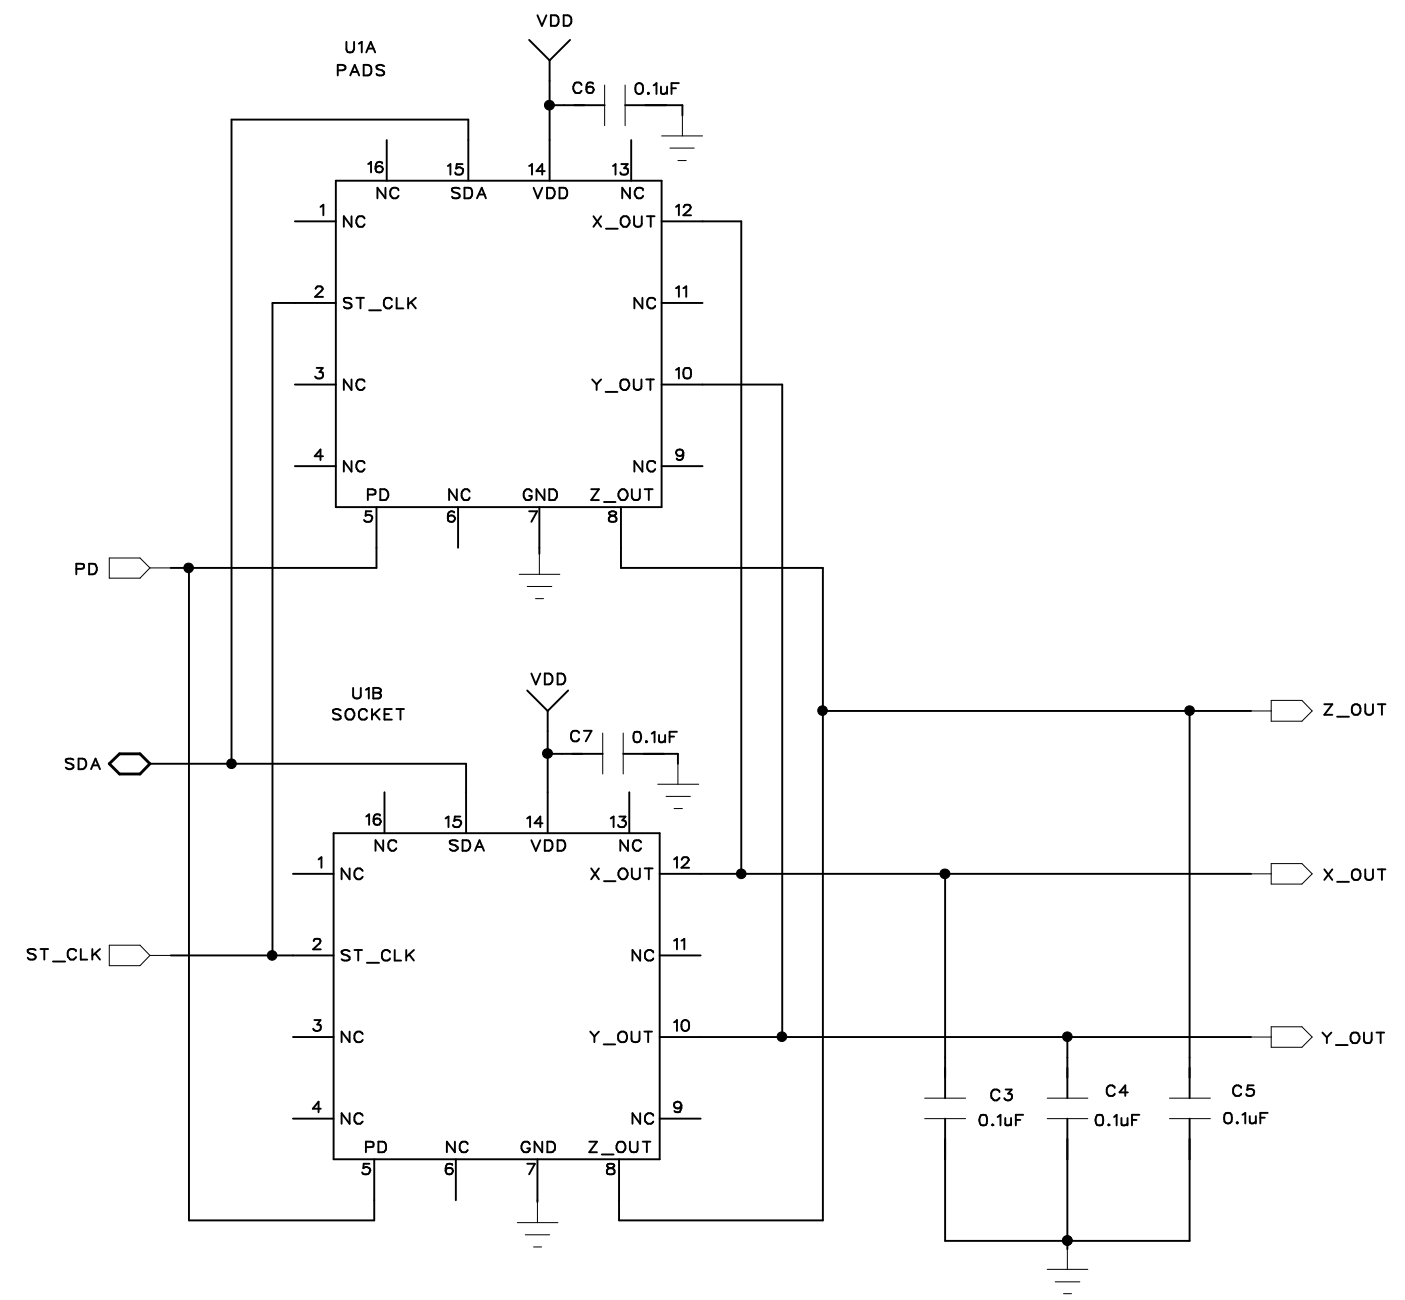 VDD
U1A
PADS
C6 0.1uF
16 15 14 13
NC SDA VDD NC
1 NC X_OUT 12
2 ST_CLK NC 11
3 NC Y_OUT 10
4 NC NC 9
PD NC GND Z_OUT
5 6 7 8
PD
VDD
U1B
SOCKET
Z_OUT
C7 0.1uF
SDA
16 15 14 13
NC SDA VDD NC
1 NC X_OUT 12
X_OUT
2 ST_CLK NC 11
ST_CLK
3 NC Y_OUT 10
Y_OUT
C3 C4 C5
0.1uF 0.1uF 0.1uF
4 NC NC 9
PD NC GND Z_OUT
5 6 7 8